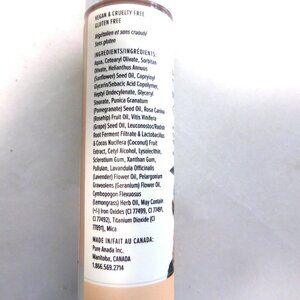 VEGAN & CRUELTY FREE
GLUTEN FREE
Végétalien et sans cruauté
Sans gluten
INGREDIENTS/INGRÉDIENTS:
Aqua, Cetearyl Olivate, Sorbitan
Olivate, Helianthus Annuus
(Sunflower) Seed Oil, Caprylyl
Glycerin/Sebacic Acid Copolymer,
Heptyl Undecylenate, Glyceryl
Stearate, Punica Granatum
(Pomegranate) Seed Oil, Rosa Canina
(Rosehip) Fruit Oil, Vitis Vinifera
(Grape) Seed Oil, Leuconostoc/Radish
Root Ferment Filtrate & Lactobacillus
& Cocos Nucifera (Coconut) Fruit
Extract, Cetyl Alcohol, Lysolecithin,
Sclerotium Gum, Xanthan Gum,
Pullulan, Lavandula Officinalis
(Lavender) Flower Oil, Pelargonium
Graveolens (Geranium) Flower Oil,
Cymbopogon Flexuosus
(Lemongrass) Herb Oil, May Contain
(+/-) Iron Oxides (CI 77499, CI 77491,
CI 77492), Titanium Dioxide (CI
77891), Mica
MADE IN/FAIT AU CANADA:
Pure Anada Inc.
Manitoba, CANADA
1.866.569.2714